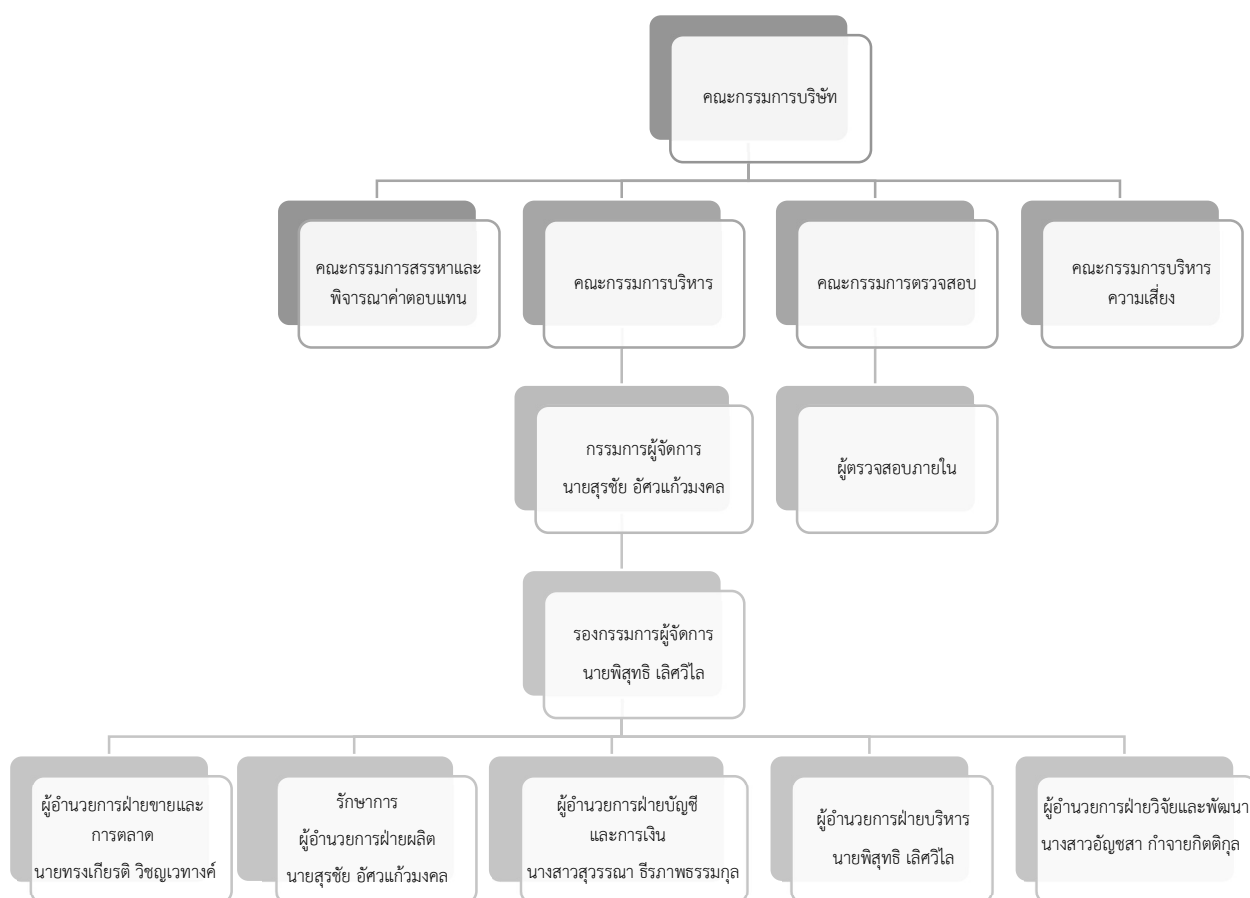 คณะกรรมการบริษัท
คณะกรรมการสรรหาและ
พิจารณาค่าตอบแทน
คณะกรรมการบริหาร
คณะกรรมการตรวจสอบ
คณะกรรมการบริหาร
ความเสี่ยง
กรรมการผู้จัดการ
นายสุรชัย อัศวแก้วมงคล
ผู้ตรวจสอบภายใน
รองกรรมการผู้จัดการ
นายพิสุทธิ เลิศวิไล
ผู้อำนวยการฝ่ายขายและ
การตลาด
นายทรงเกียรติ วิชญเวทางค์
รักษาการ
ผู้อำนวยการฝ่ายผลิต
นายสุรชัย อัศวแก้วมงคล
ผู้อำนวยการฝ่ายบัญชี
และการเงิน
นางสาวสุวรรณา ธีรภาพธรรมกุล
ผู้อำนวยการฝ่ายบริหาร
นายพิสุทธิ เลิศวิไล
ผู้อำนวยการฝ่ายวิจัยและพัฒนา
นางสาวอัญชสา กำจายกิตติกุล